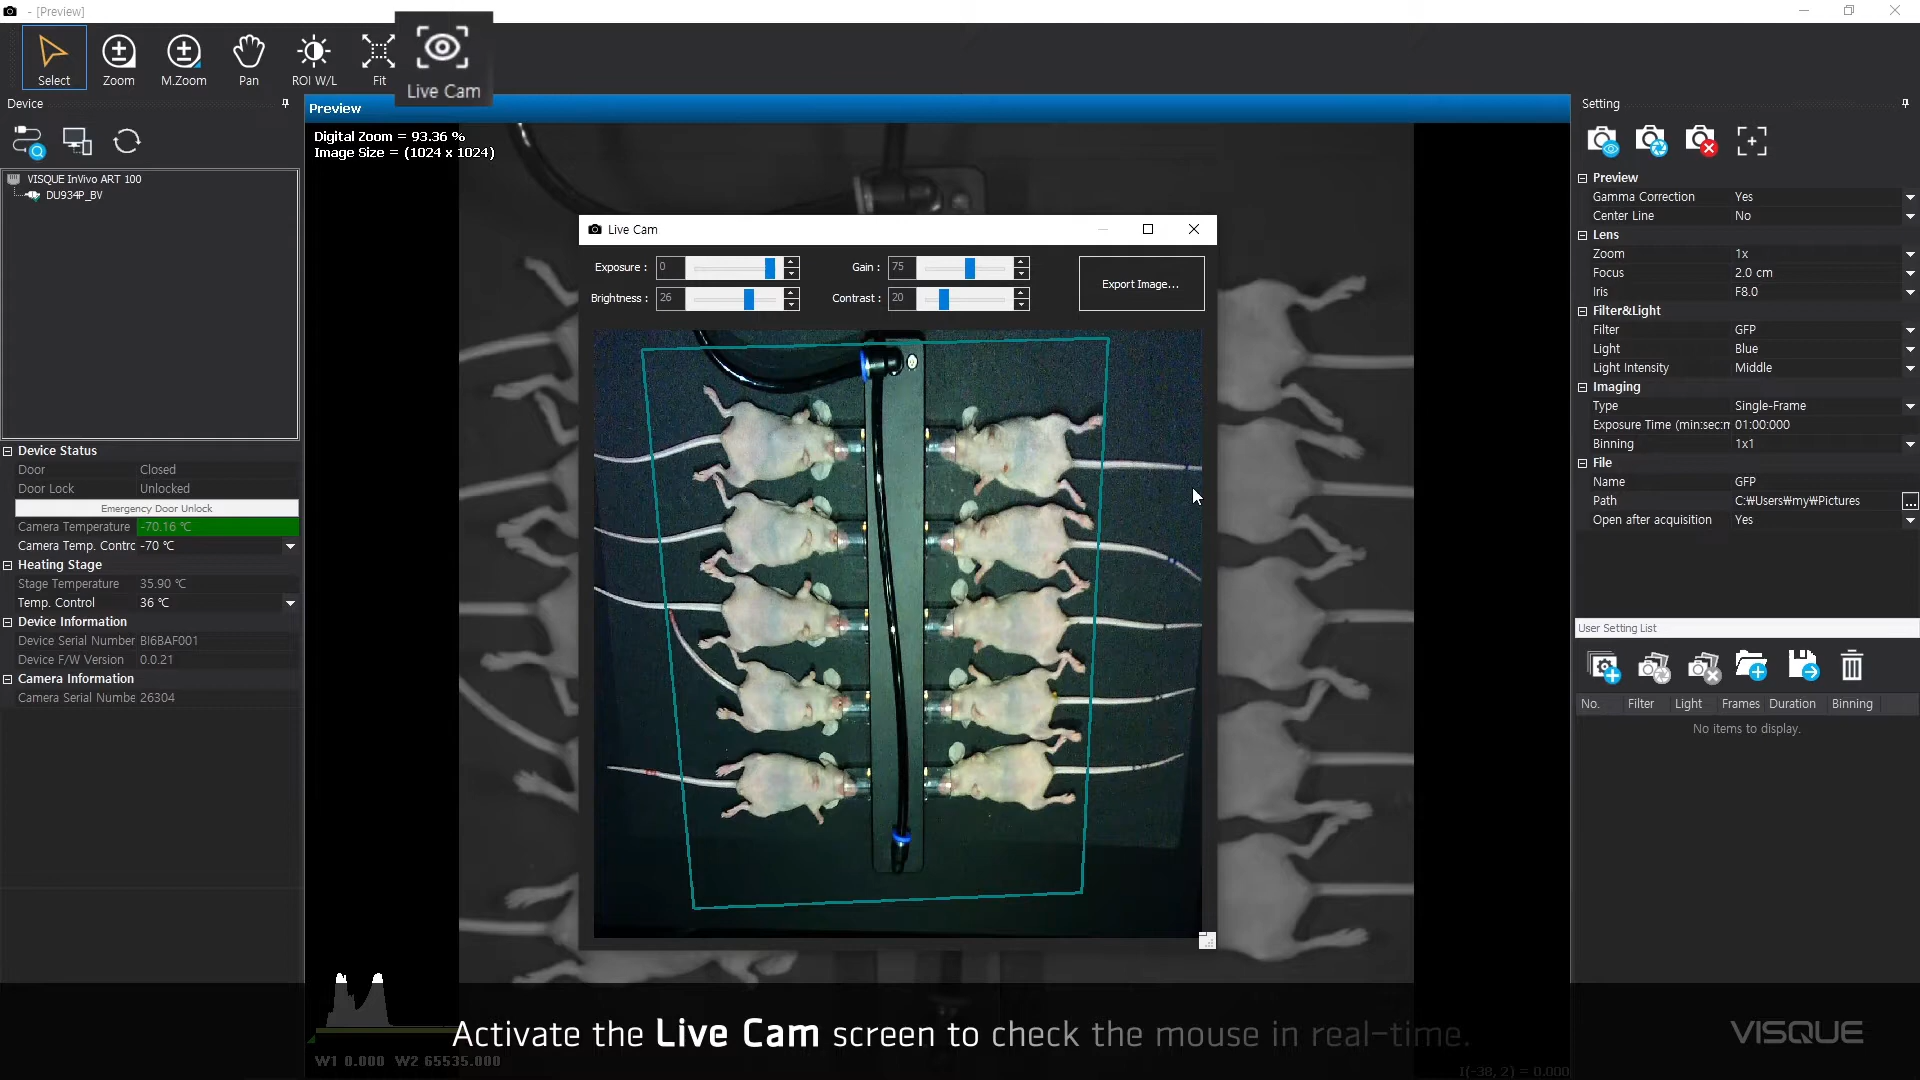 - [Preview]
Select
Zoom
M.Zoom
Pan
ROI W/L
Fit
Live Cam
Device
Preview
Setting
Digital Zoom = 93.36 %
Image Size = (1024 x 1024)
VISQUE InVivo ART 100
DU934P_BV
Device Status
Door Closed
Door Lock Unlocked
Emergency Door Unlock
Camera Temperature -70.16 ℃
Camera Temp. Contrc -70 ℃
Heating Stage
Stage Temperature 35.90 ℃
Temp. Control 36 ℃
Device Information
Device Serial Number BI6BAF001
Device F/W Version 0.0.21
Camera Information
Camera Serial Numbe 26304
Live Cam
Exposure : 0 Gain : 75
Brightness : 26 Contrast : 20
Export Image...
Preview
Gamma Correction Yes
Center Line No
Lens
Zoom 1x
Focus 2.0 cm
Iris F8.0
Filter&Light
Filter GFP
Light Blue
Light Intensity Middle
Imaging
Type Single-Frame
Exposure Time (min:sec:m 01:00:000
Binning 1x1
File
Name GFP
Path C:₩Users₩my₩Pictures
...
Open after acquisition Yes
User Setting List
No. Filter Light Frames Duration Binning
No items to display.
Activate the Live Cam screen to check the mouse in real-time.
VISQUE
W1 0.000 W2 65535.000
I(-38, 2) = 0.000